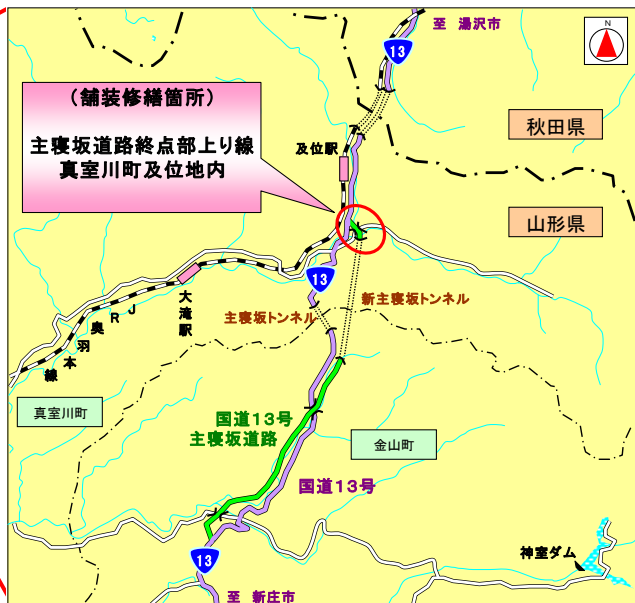 至 湯沢市
N
13
(舗装修繕箇所)
主寝坂道路終点部上り線
真室川町及位地内
及位駅
秋田県
山形県
13
大滝駅
主寝坂トンネル
新主寝坂トンネル
JR奥羽本線
真室川町
国道13号
主寝坂道路
金山町
国道13号
神室ダム
13
至 新庄市